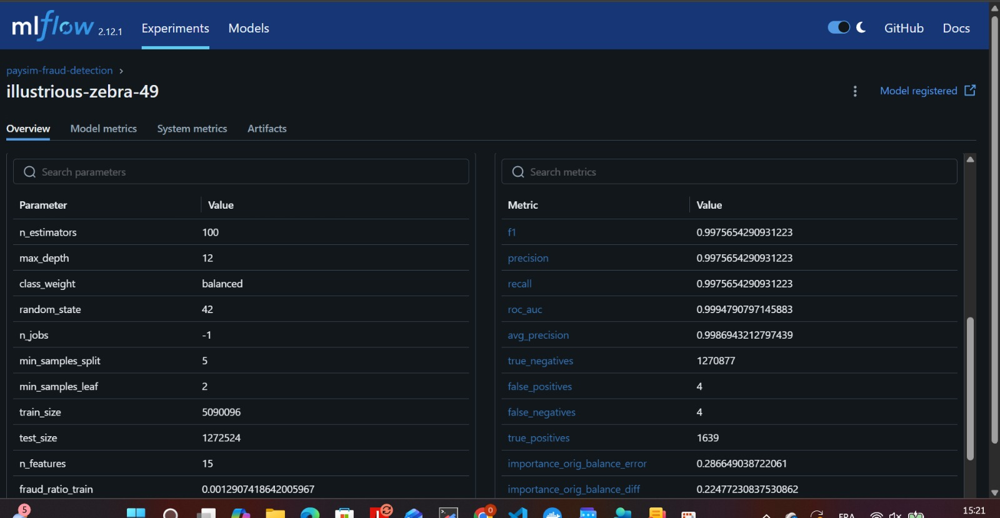 mlflow 2.12.1 Experiments Models GitHub Docs
paysim-fraud-detection >
illustrious-zebra-49
Model registered
Overview Model metrics System metrics Artifacts
Search parameters Search metrics
Parameter Value Metric Value
n_estimators 100 f1 0.9975654290931223
max_depth 12 precision 0.9975654290931223
class_weight balanced recall 0.9975654290931223
random_state 42 roc_auc 0.9994790797145883
n_jobs -1 avg_precision 0.9986943212797439
min_samples_split 5 true_negatives 1270877
min_samples_leaf 2 false_positives 4
train_size 5090096 false_negatives 4
test_size 1272524 true_positives 1639
n_features 15 importance_orig_balance_error 0.286649038722061
fraud_ratio_train 0.0012907418642005967 importance_orig_balance_diff 0.22477230837530862
5 0 FRA 15:21